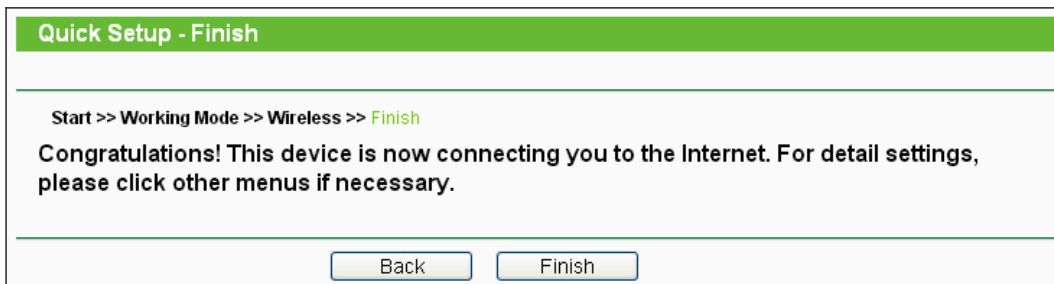 Quick Setup - Finish
Start >> Working Mode >> Wireless >> Finish
Congratulations! This device is now connecting you to the Internet. For detail settings,
please click other menus if necessary.
Back Finish